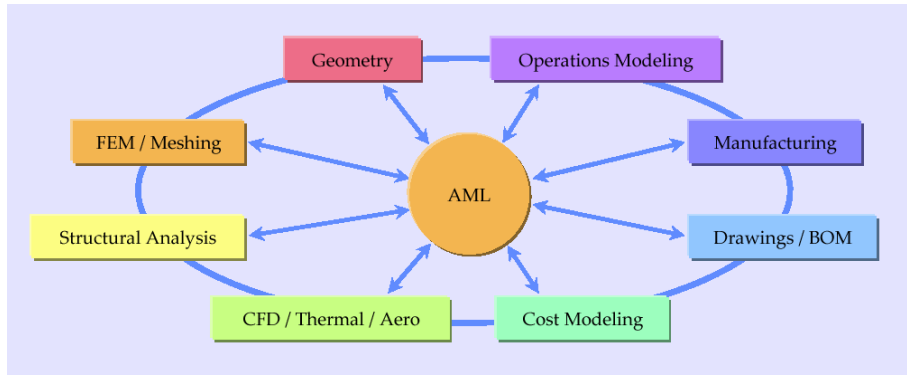 Geometry
Operations Modeling
FEM / Meshing
Manufacturing
AML
Structural Analysis
Drawings / BOM
CFD / Thermal / Aero
Cost Modeling